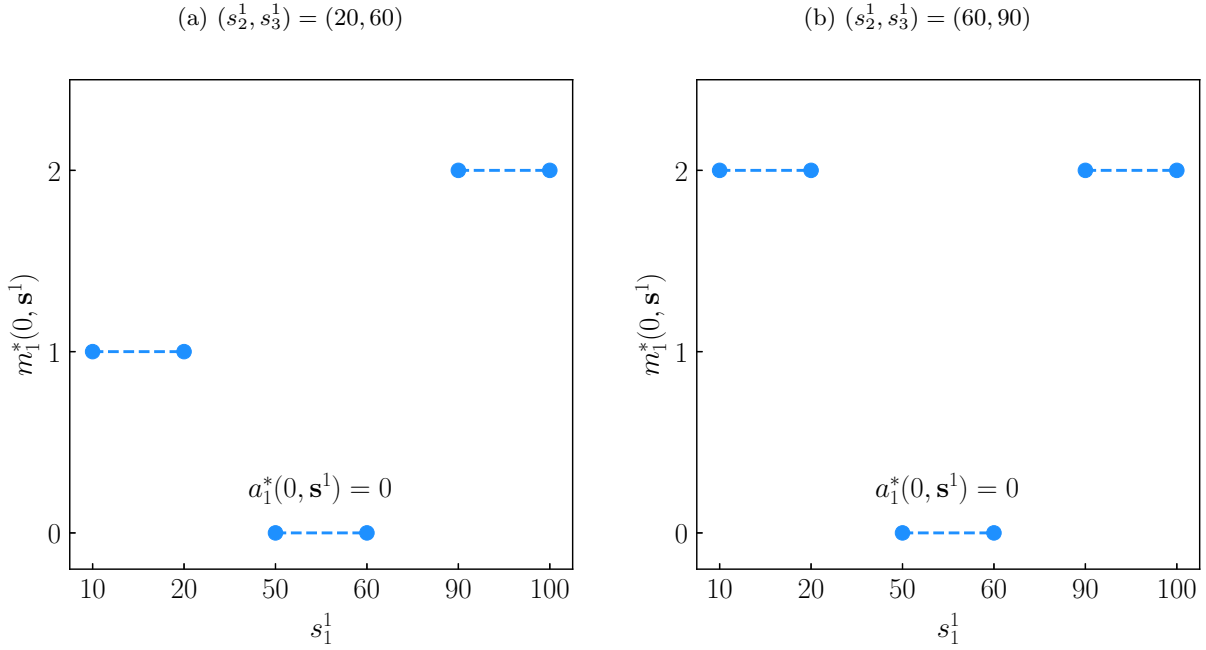 (a) $(s_2^1, s_3^1) = (20, 60)$
2
1
0
$m_1^*(0, \mathbf{s}^1)$
$a_1^*(0, \mathbf{s}^1) = 0$
10 20 50 60 90 100
$s_1^1$
(b) $(s_2^1, s_3^1) = (60, 90)$
2
1
0
$m_1^*(0, \mathbf{s}^1)$
$a_1^*(0, \mathbf{s}^1) = 0$
10 20 50 60 90 100
$s_1^1$